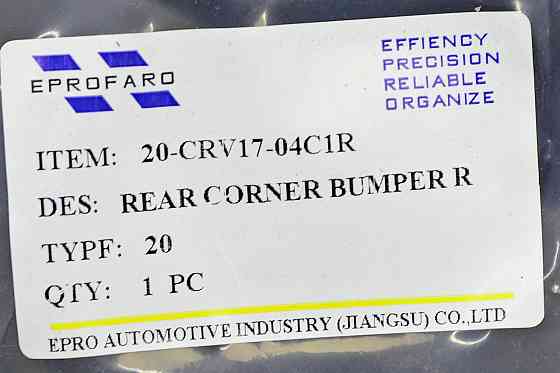 EPROFARO
EFFIENCY
PRECISION
RELIABLE
ORGANIZE
ITEM: 20-CRV17-04C1R
DES: REAR CORNER BUMPER R
TYPF: 20
QTY: 1 PC
EPRO AUTOMOTIVE INDUSTRY (JIANGSU) CO.,LTD